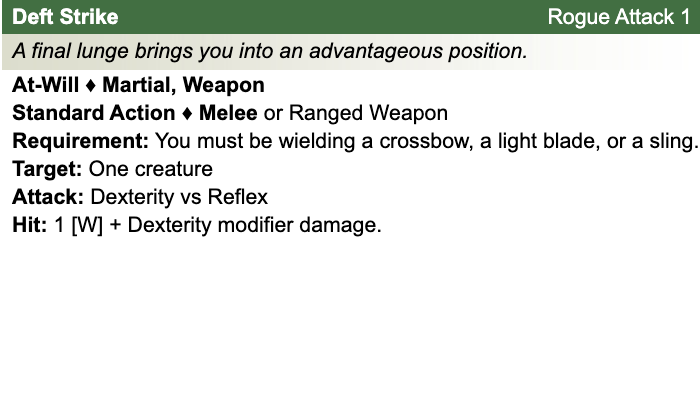 Deft Strike Rogue Attack 1
A final lunge brings you into an advantageous position.
At-Will ♦ Martial, Weapon
Standard Action ♦ Melee or Ranged Weapon
Requirement: You must be wielding a crossbow, a light blade, or a sling.
Target: One creature
Attack: Dexterity vs Reflex
Hit: 1 [W] + Dexterity modifier damage.